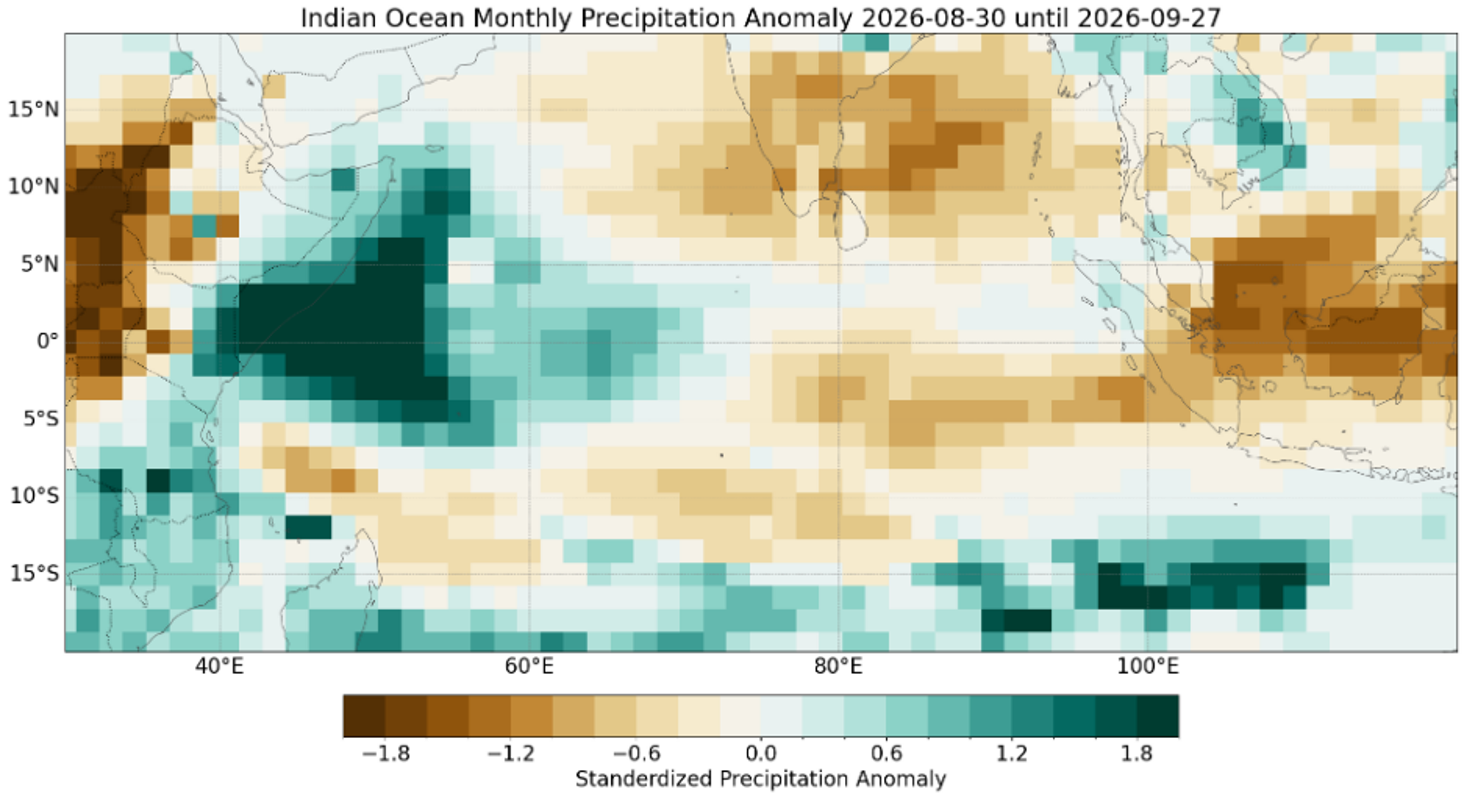 Indian Ocean Monthly Precipitation Anomaly 2026-08-30 until 2026-09-27
15°N
10°N
5°N
0°
5°S
10°S
15°S
40°E 60°E 80°E 100°E
−1.8 −1.2 −0.6 0.0 0.6 1.2 1.8
Standerdized Precipitation Anomaly